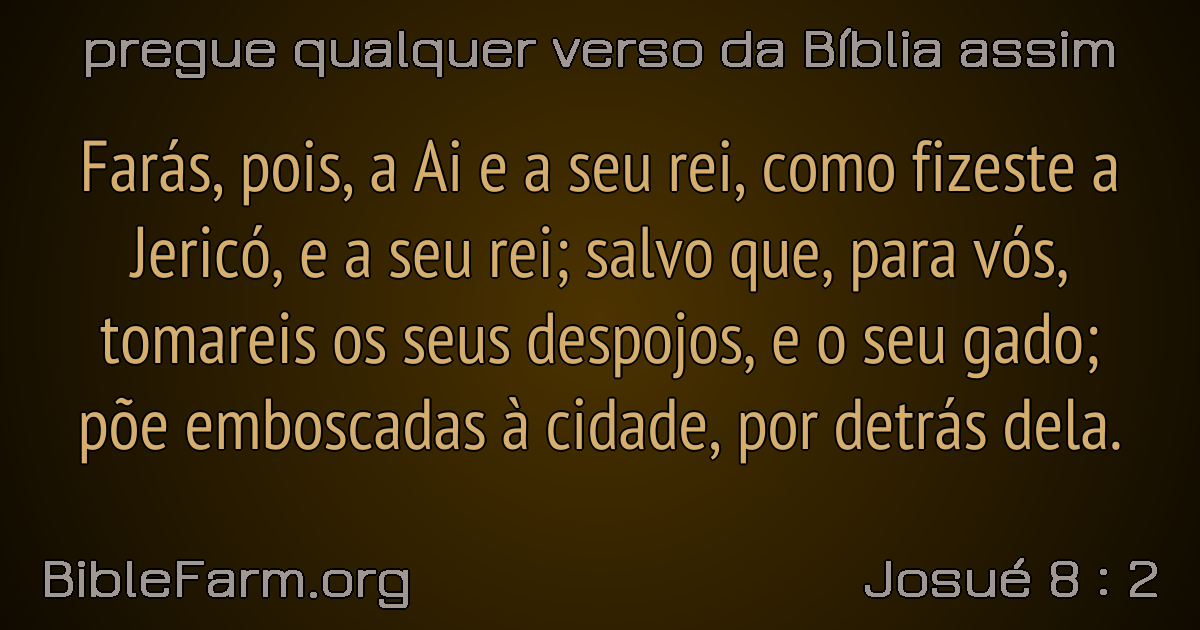 pregue qualquer verso da Bíblia assim
Farás, pois, a Ai e a seu rei, como fizeste a
Jericó, e a seu rei; salvo que, para vós,
tomareis os seus despojos, e o seu gado;
põe emboscadas à cidade, por detrás dela.
BibleFarm.org
Josué 8 : 2